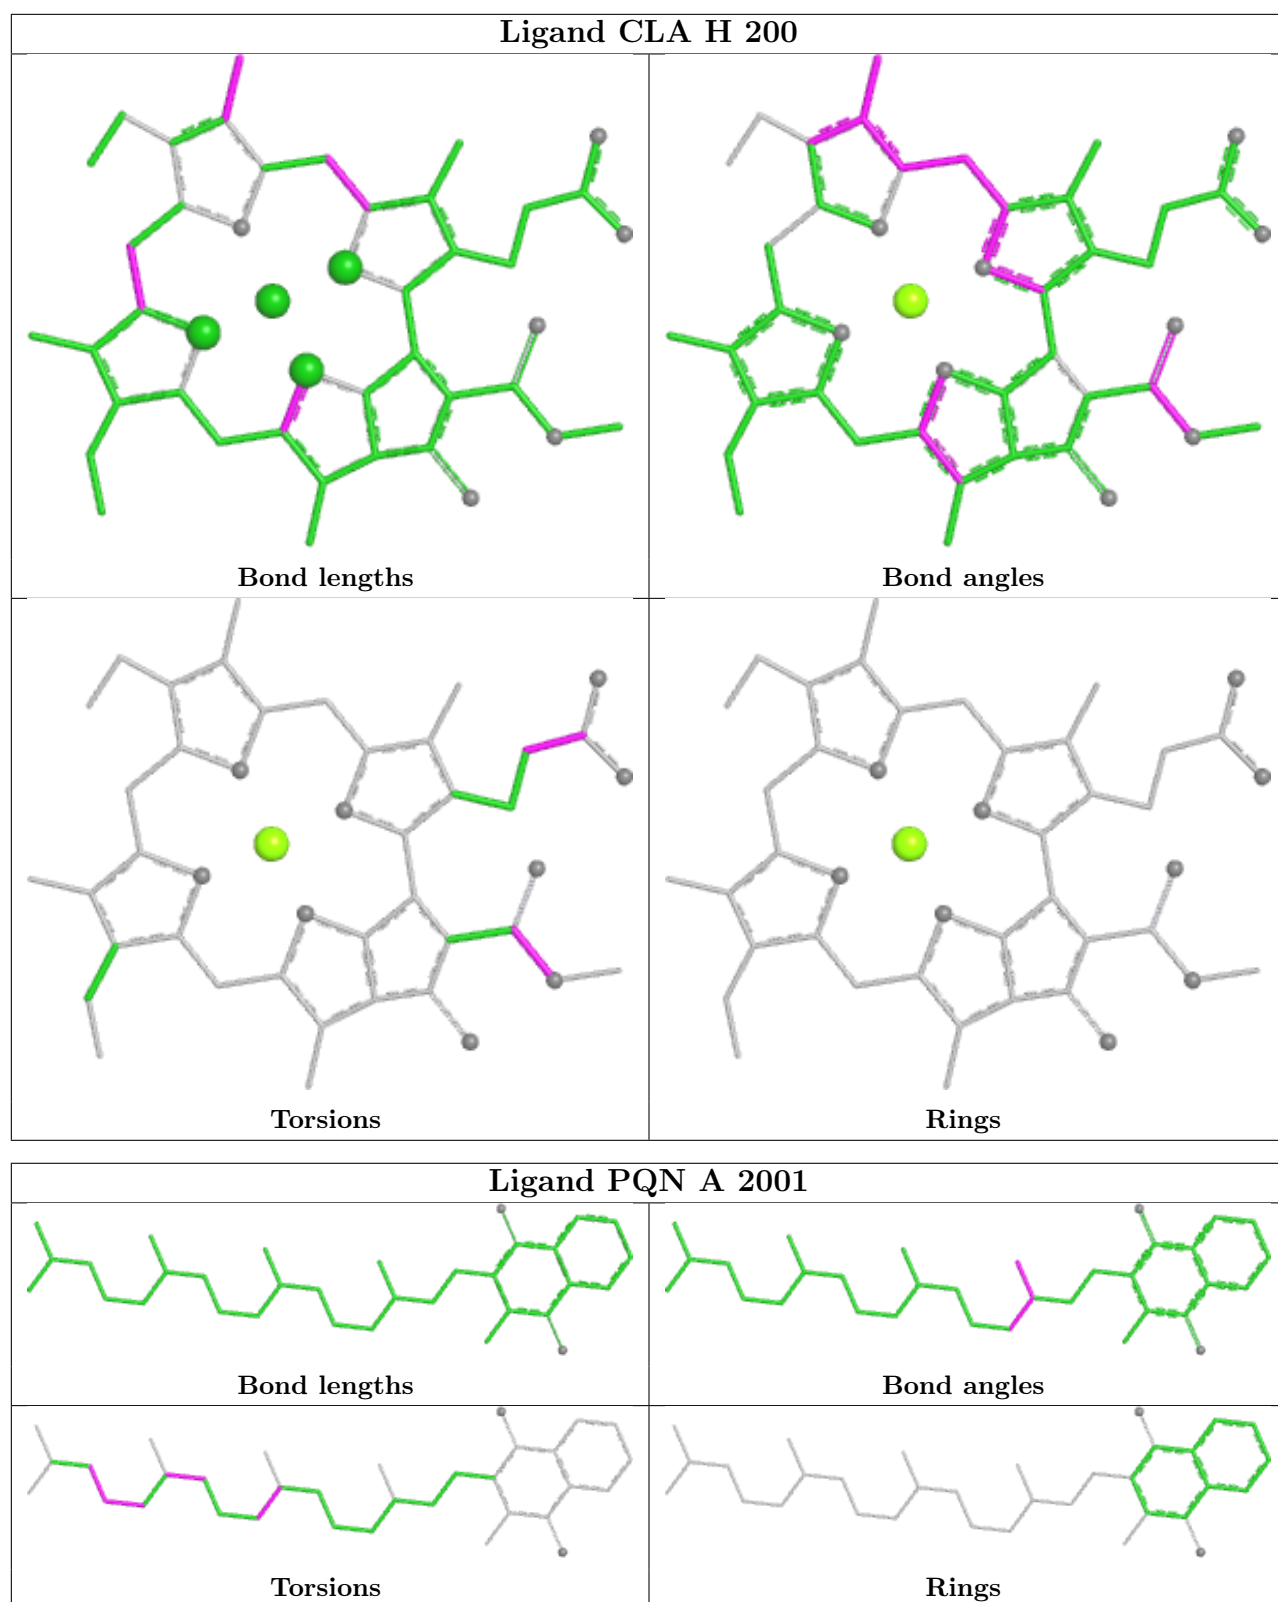 Ligand CLA H 200
Bond lengths
Bond angles
Torsions
Rings
Ligand PQN A 2001
Bond lengths
Bond angles
Torsions
Rings